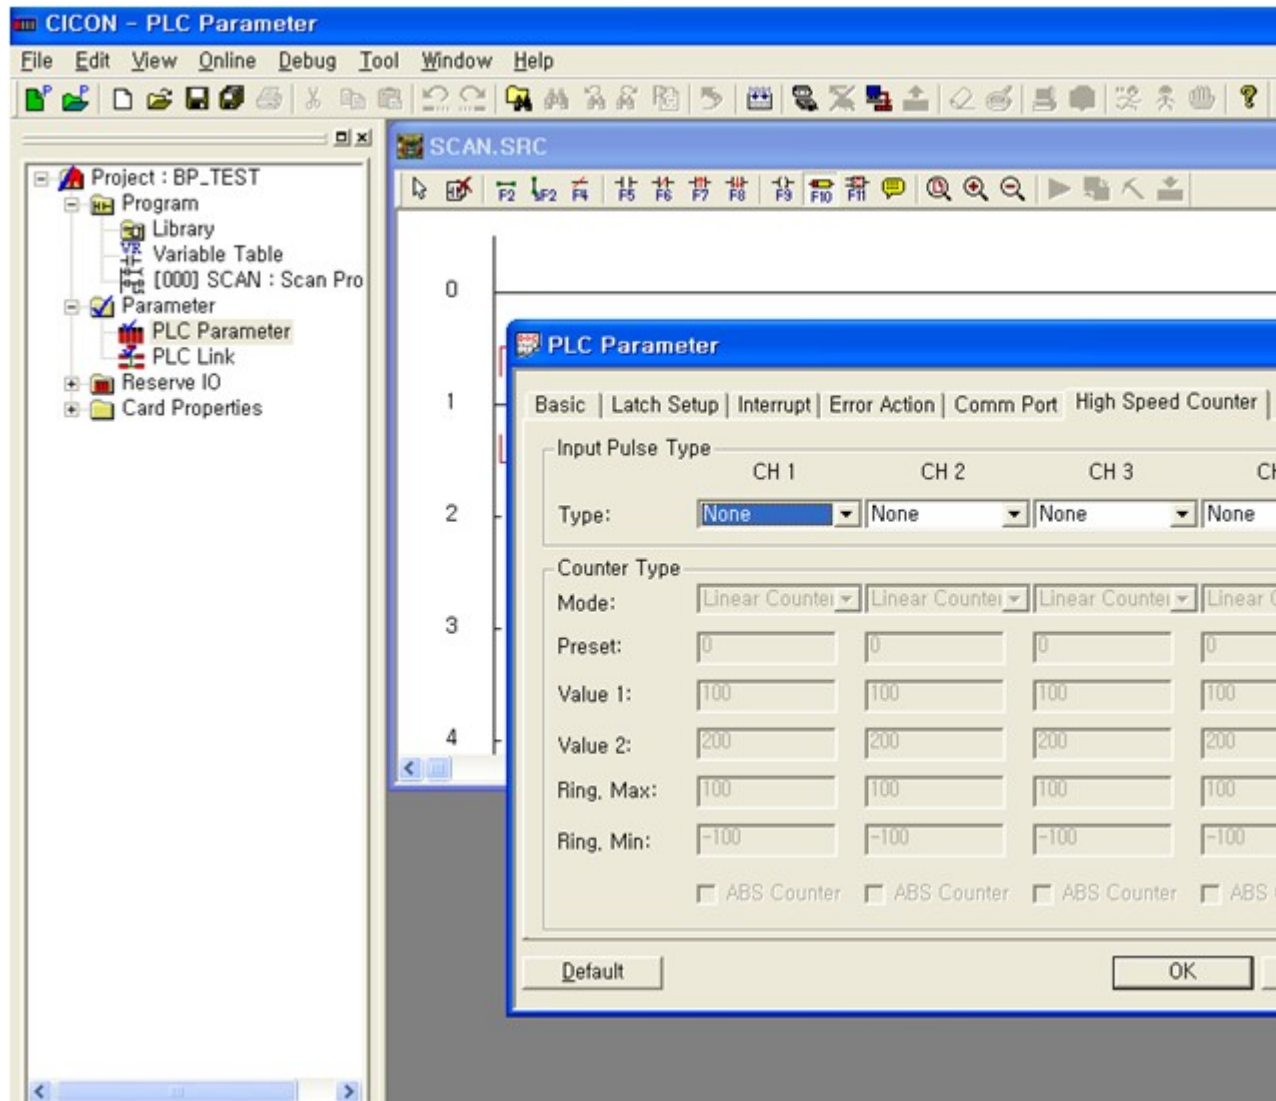 CICON - PLC Parameter
File Edit View Online Debug Tool Window Help
SCAN.SRC
F2 sF2 F4 F5 F6 F7 F8 F9 F10 F11
Project : BP_TEST
Program
Library
Variable Table
[000] SCAN : Scan Pro
Parameter
PLC Parameter
PLC Link
Reserve IO
Card Properties
0
1
2
3
4
PLC Parameter
Basic Latch Setup Interrupt Error Action Comm Port High Speed Counter
Input Pulse Type
CH 1 CH 2 CH 3 CH
Type: None None None None
Counter Type
Mode: Linear Counter Linear Counter Linear Counter Linear
Preset: 0 0 0 0
Value 1: 100 100 100 100
Value 2: 200 200 200 200
Ring, Max: 100 100 100 100
Ring, Min: -100 -100 -100 -100
ABS Counter ABS Counter ABS Counter ABS
Default OK